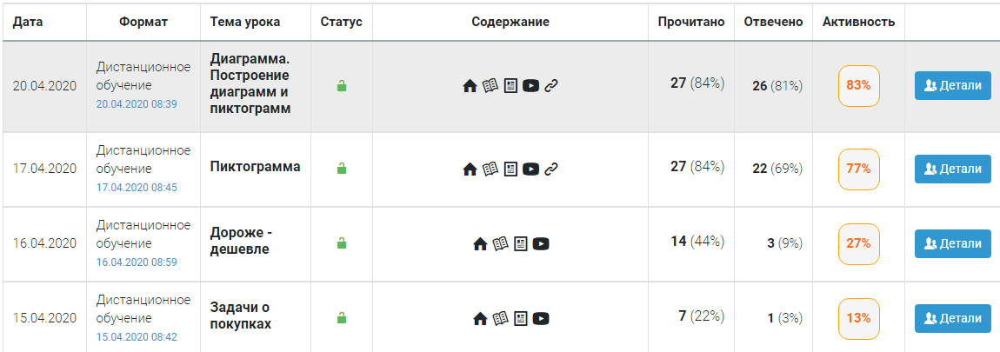 Дата Формат Тема урока Статус Содержание Прочитано Отвечено Активность
20.04.2020
Дистанционное
обучение
20.04.2020 08:39
Диаграмма.
Построение
диаграмм и
пиктограмм
27 (84%)
26 (81%)
83%
Детали
17.04.2020
Дистанционное
обучение
17.04.2020 08:45
Пиктограмма
27 (84%)
22 (69%)
77%
Детали
16.04.2020
Дистанционное
обучение
16.04.2020 08:59
Дороже -
дешевле
14 (44%)
3 (9%)
27%
Детали
15.04.2020
Дистанционное
обучение
15.04.2020 08:42
Задачи о
покупках
7 (22%)
1 (3%)
13%
Детали